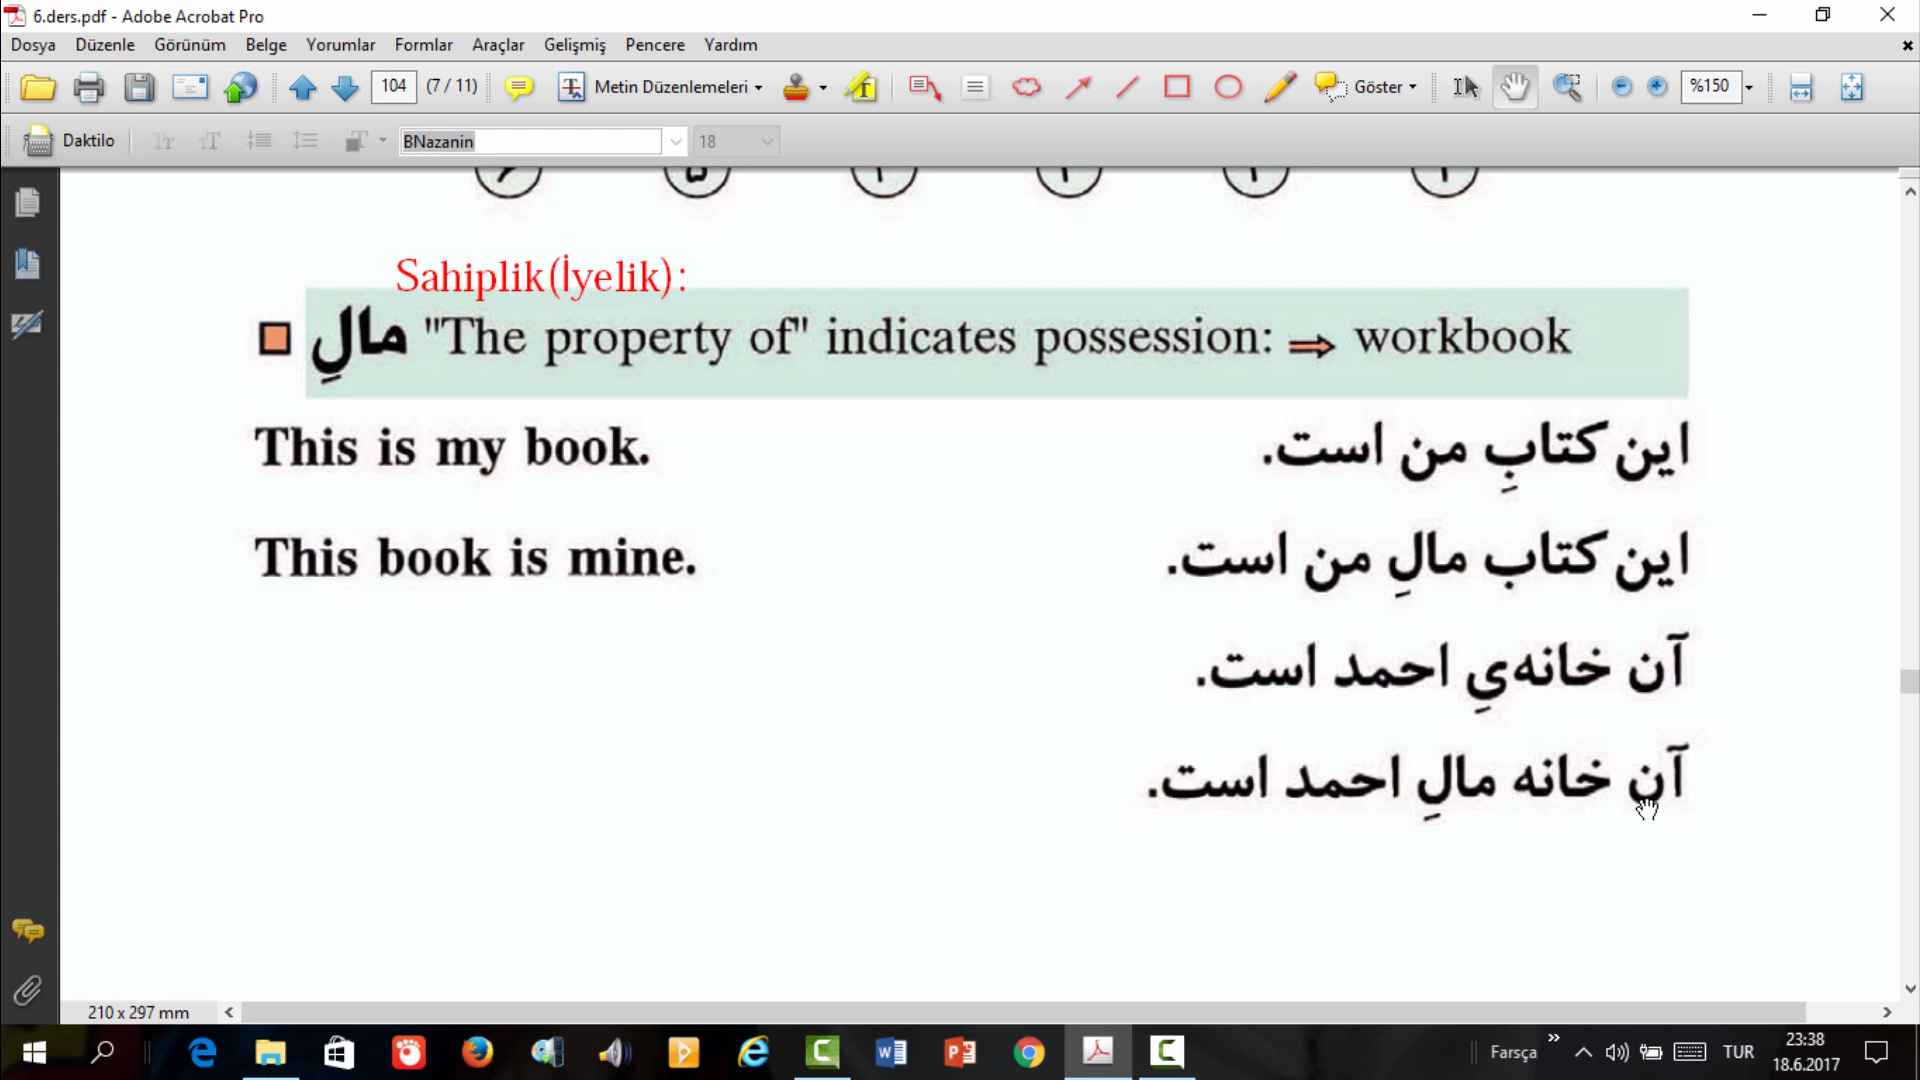 6.ders.pdf - Adobe Acrobat Pro
Dosya Düzenle Görünüm Belge Yorumlar Formlar Araçlar Gelişmiş Pencere Yardım
104 (7 / 11) Metin Düzenlemeleri Göster %150
Daktilo BNazanin 18
Sahiplik(İyelik):
مالِ "The property of" indicates possession: ⇒ workbook
This is my book. این کتابِ من است.
This book is mine. این کتاب مالِ من است.
آن خانه‌یِ احمد است.
آن خانه مالِ احمد است.
210 x 297 mm
Farsça TUR 23:38
18.6.2017